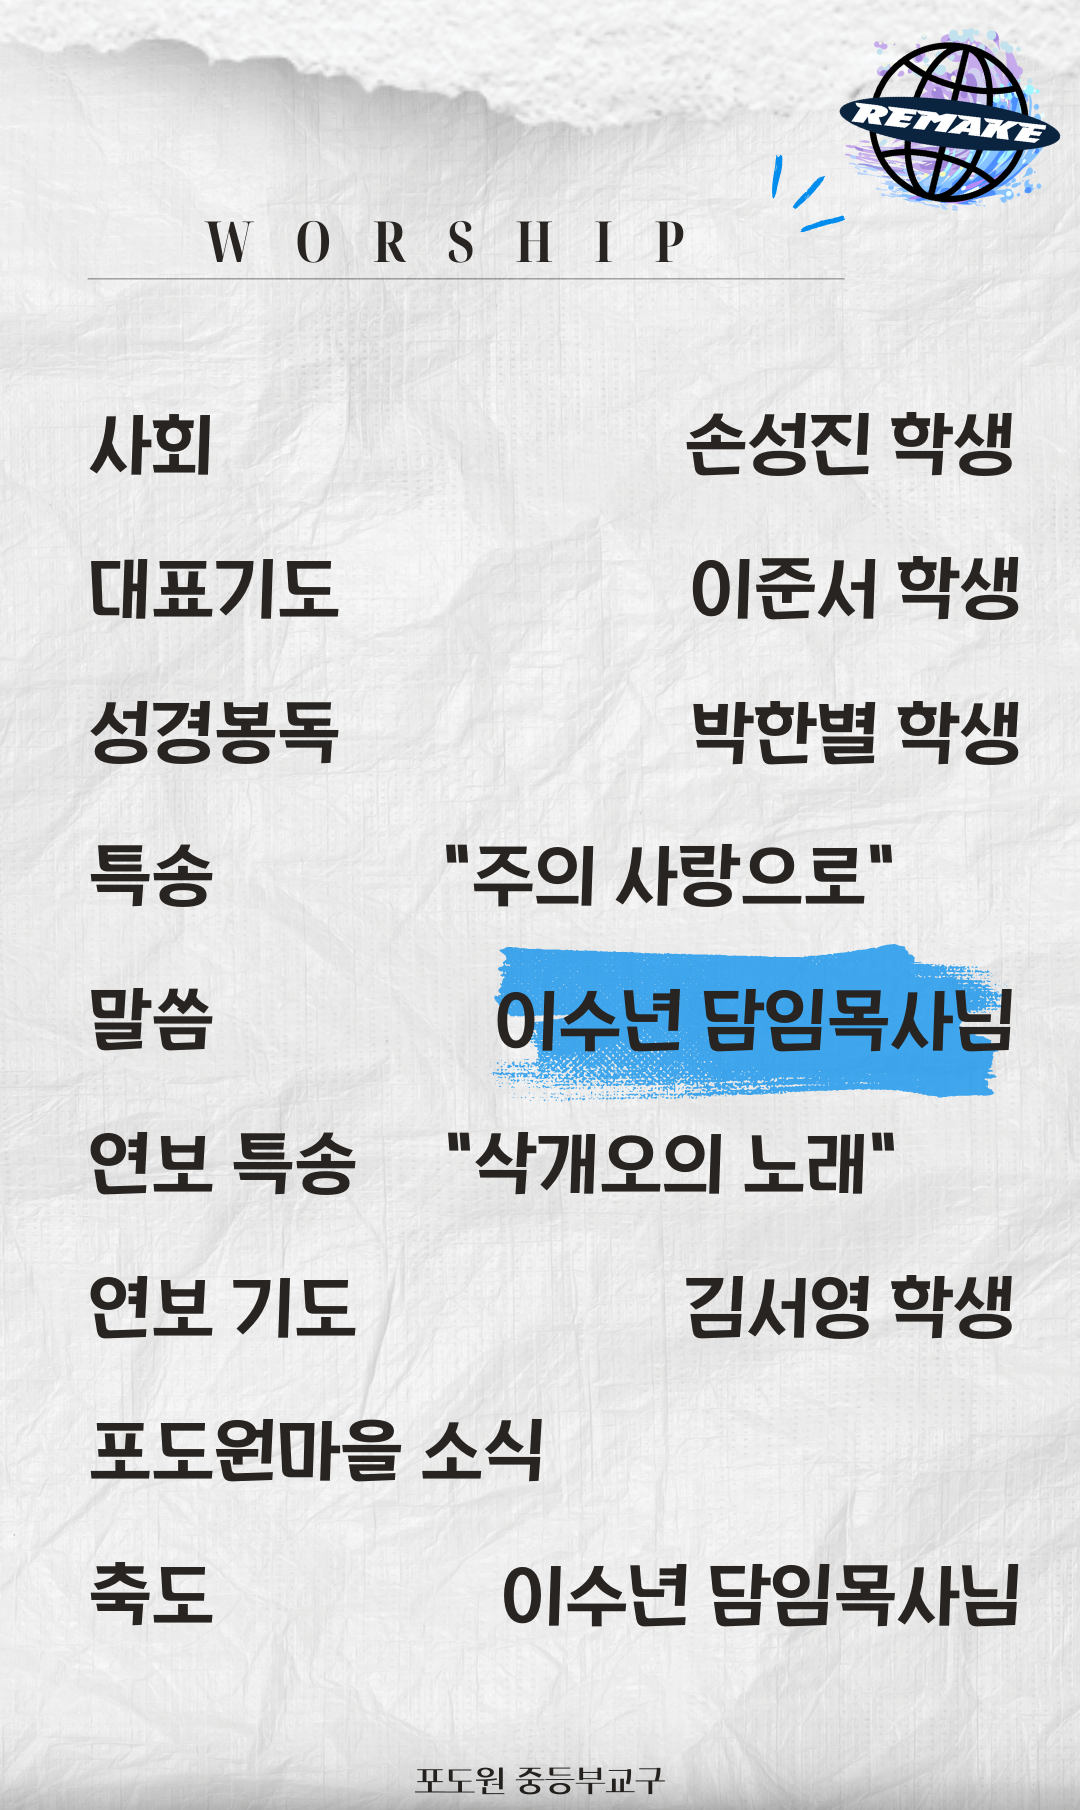 REMAKE
WORSHIP
사회 손성진 학생
대표기도 이준서 학생
성경봉독 박한별 학생
특송 "주의 사랑으로"
말씀 이수년 담임목사님
연보 특송 "삭개오의 노래"
연보 기도 김서영 학생
포도원마을 소식
축도 이수년 담임목사님
포도원 중등부교구